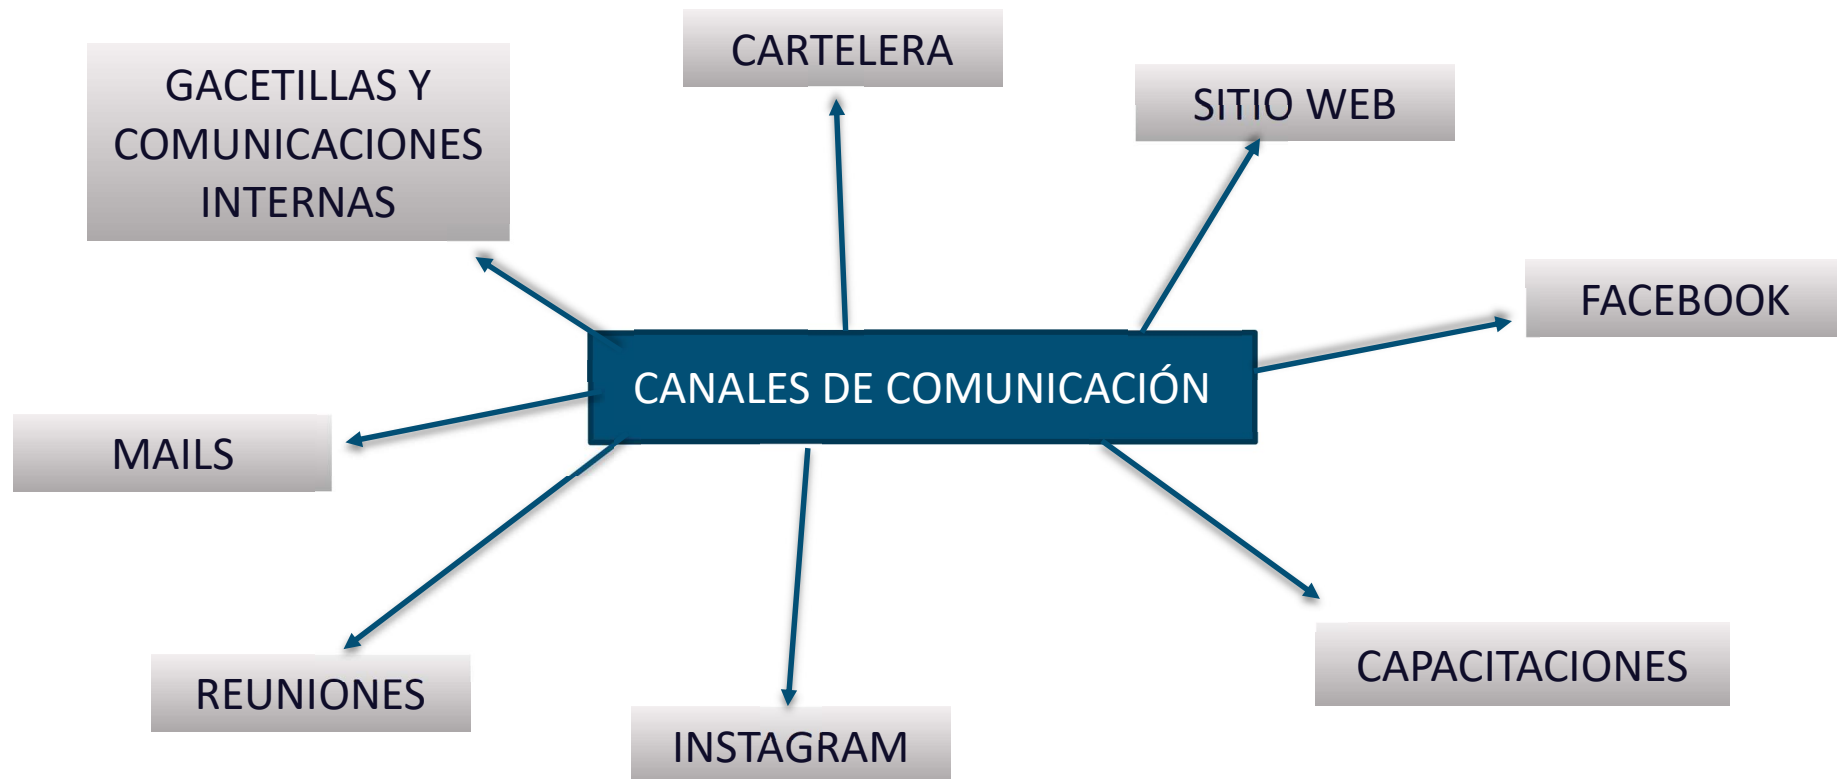 CARTELERA
GACETILLAS Y
COMUNICACIONES
INTERNAS
SITIO WEB
FACEBOOK
CANALES DE COMUNICACIÓN
MAILS
REUNIONES
CAPACITACIONES
INSTAGRAM